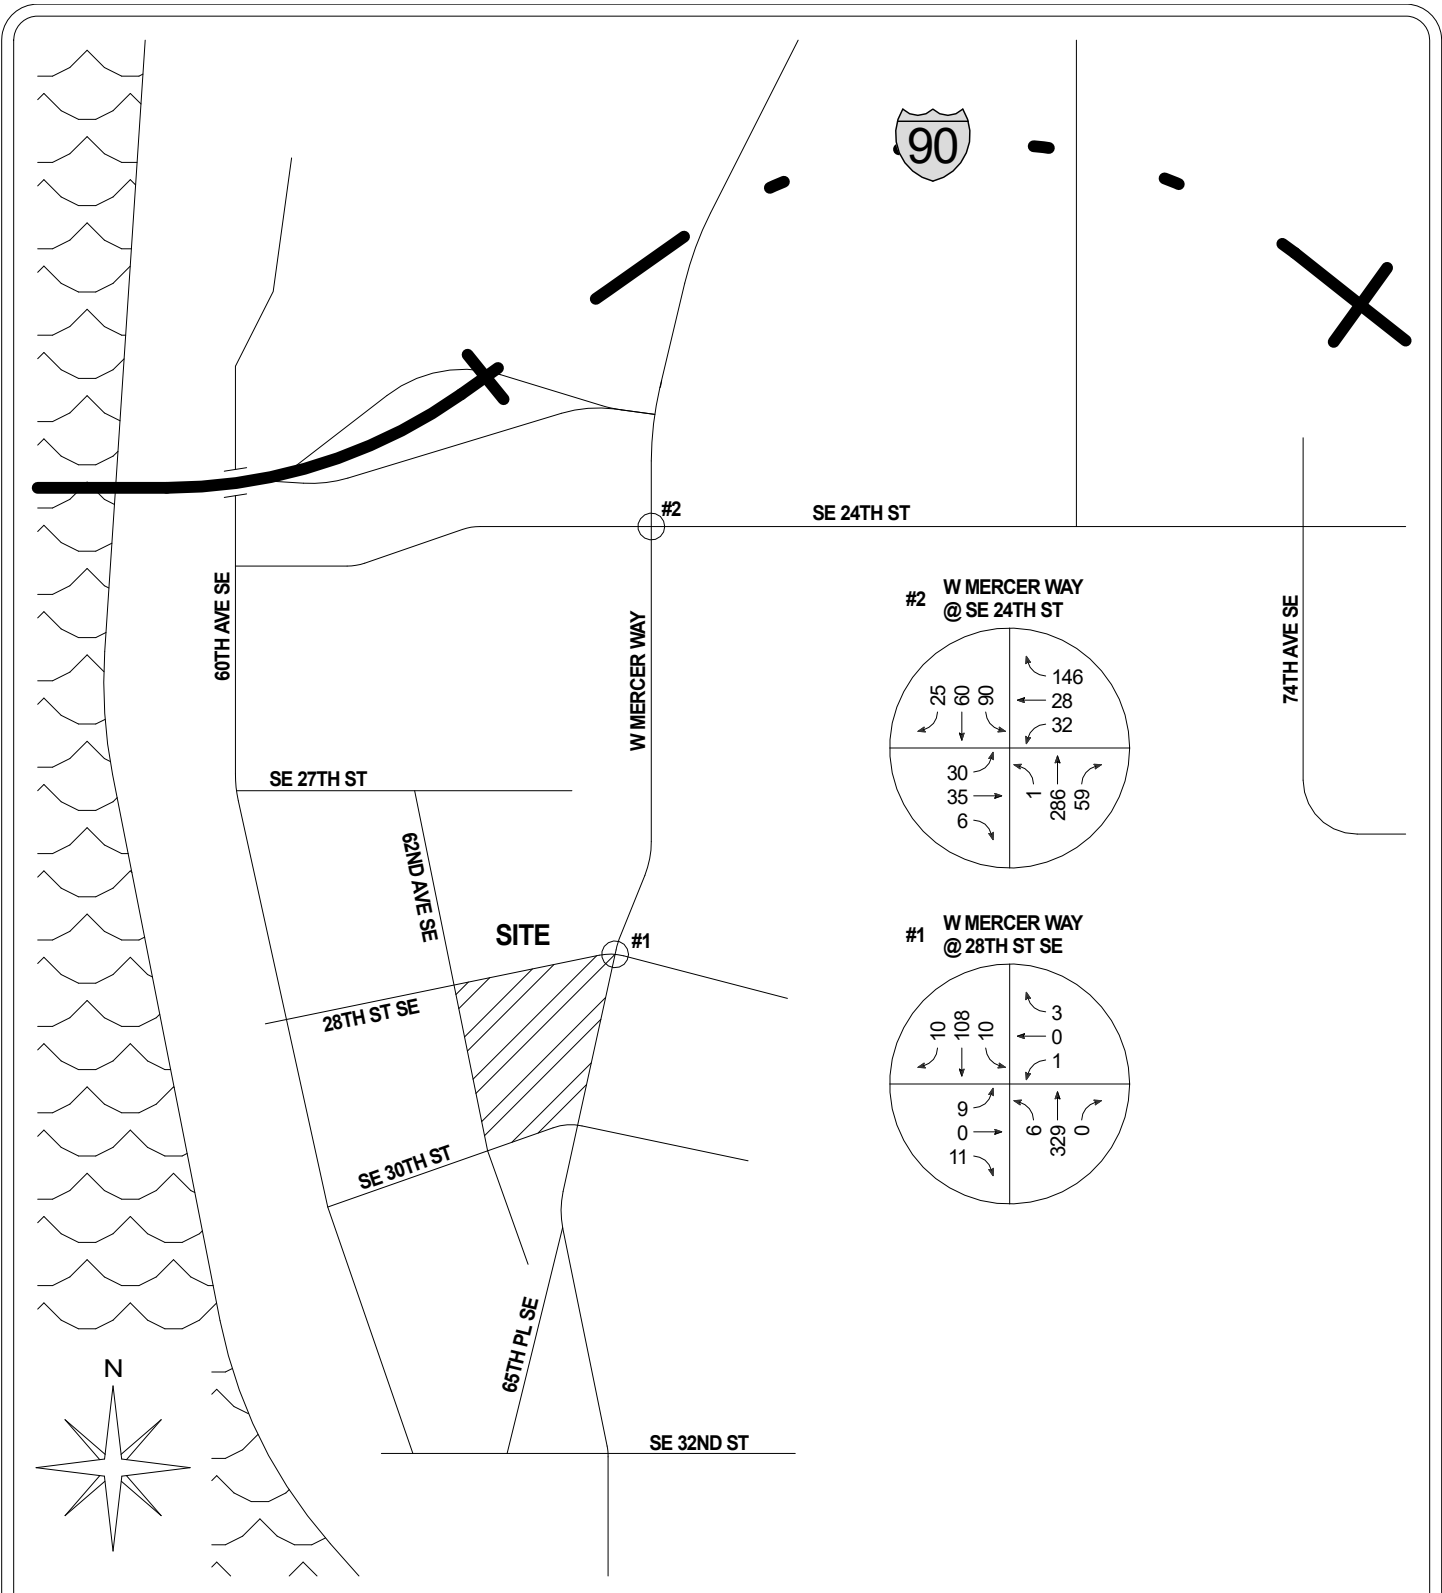 90
#2
SE 24TH ST
60TH AVE SE
W MERCER WAY
74TH AVE SE
#2 W MERCER WAY
@ SE 24TH ST
25 60 90
146
28
32
30
35
6
1 286 59
SE 27TH ST
62ND AVE SE
SITE
#1
28TH ST SE
#1 W MERCER WAY
@ 28TH ST SE
10 108 10
3
0
1
9
0
11
6 329 0
SE 30TH ST
65TH PL SE
SE 32ND ST
N